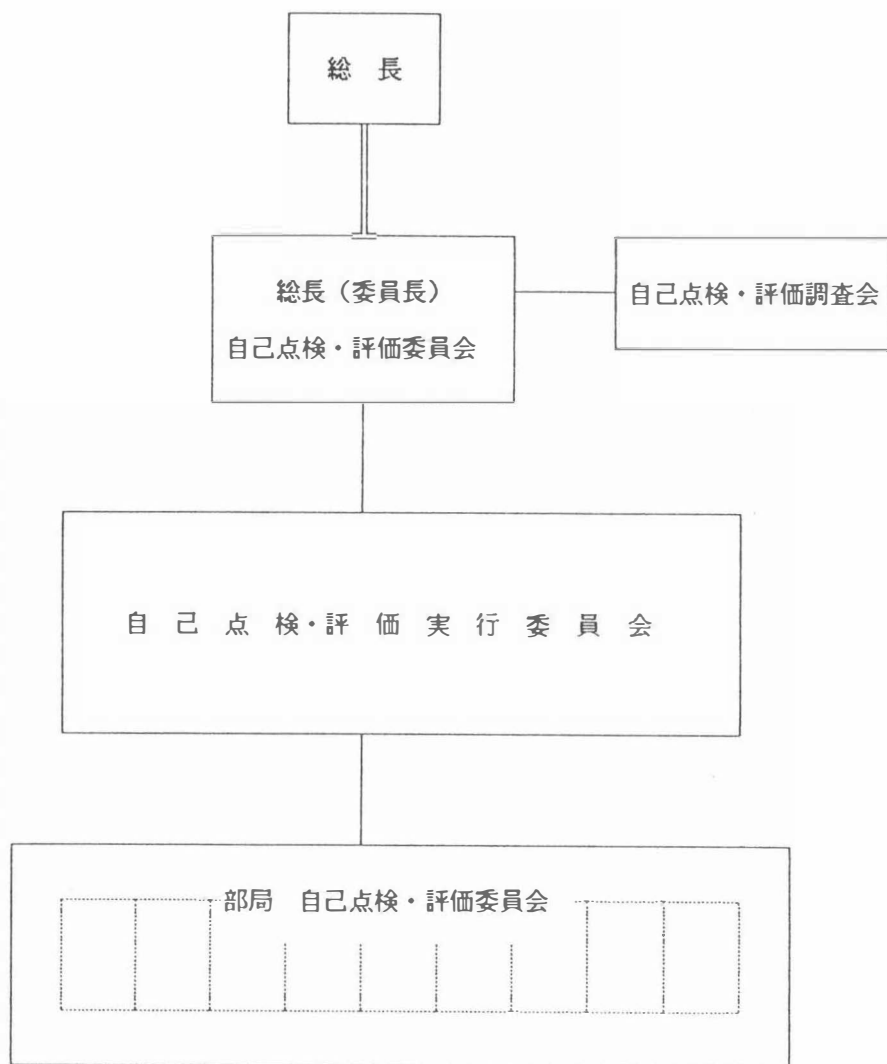 総長
総長（委員長）
自己点検・評価委員会
自己点検・評価調査会
自己点検・評価実行委員会
部局　自己点検・評価委員会